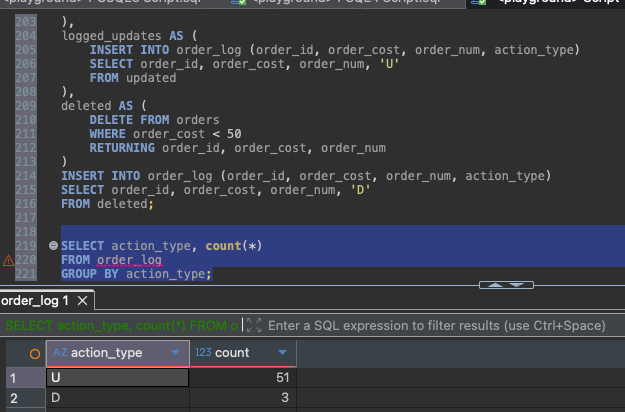 203 ),
204 logged_updates AS (
205 INSERT INTO order_log (order_id, order_cost, order_num, action_type)
206 SELECT order_id, order_cost, order_num, 'U'
207 FROM updated
208 ),
209 deleted AS (
210 DELETE FROM orders
211 WHERE order_cost < 50
212 RETURNING order_id, order_cost, order_num
213 )
214 INSERT INTO order_log (order_id, order_cost, order_num, action_type)
215 SELECT order_id, order_cost, order_num, 'D'
216 FROM deleted;
217
218
219 SELECT action_type, count(*)
220 FROM order_log
221 GROUP BY action_type;
order_log 1 ×
SELECT action_type, count(*) FROM o Enter a SQL expression to filter results (use Ctrl+Space)
A-Z action_type 123 count
1 U 51
2 D 3